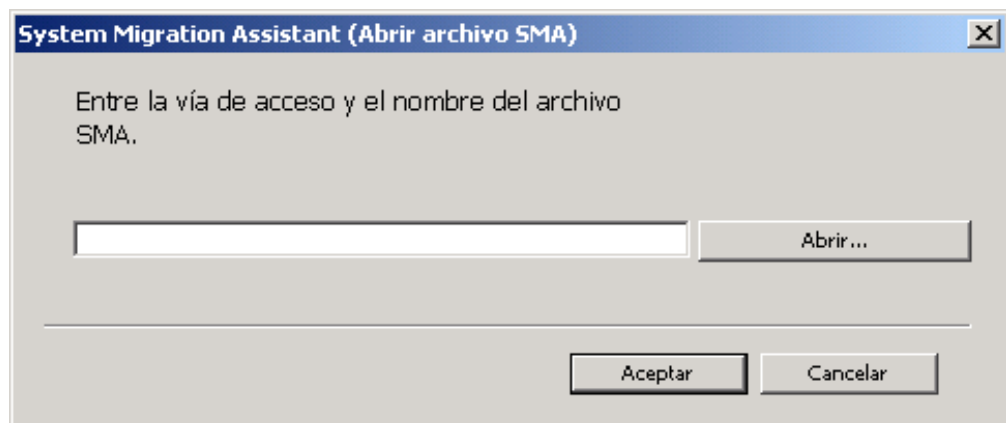 System Migration Assistant (Abrir archivo SMA)
Entre la vía de acceso y el nombre del archivo
SMA.
Abrir...
Aceptar
Cancelar